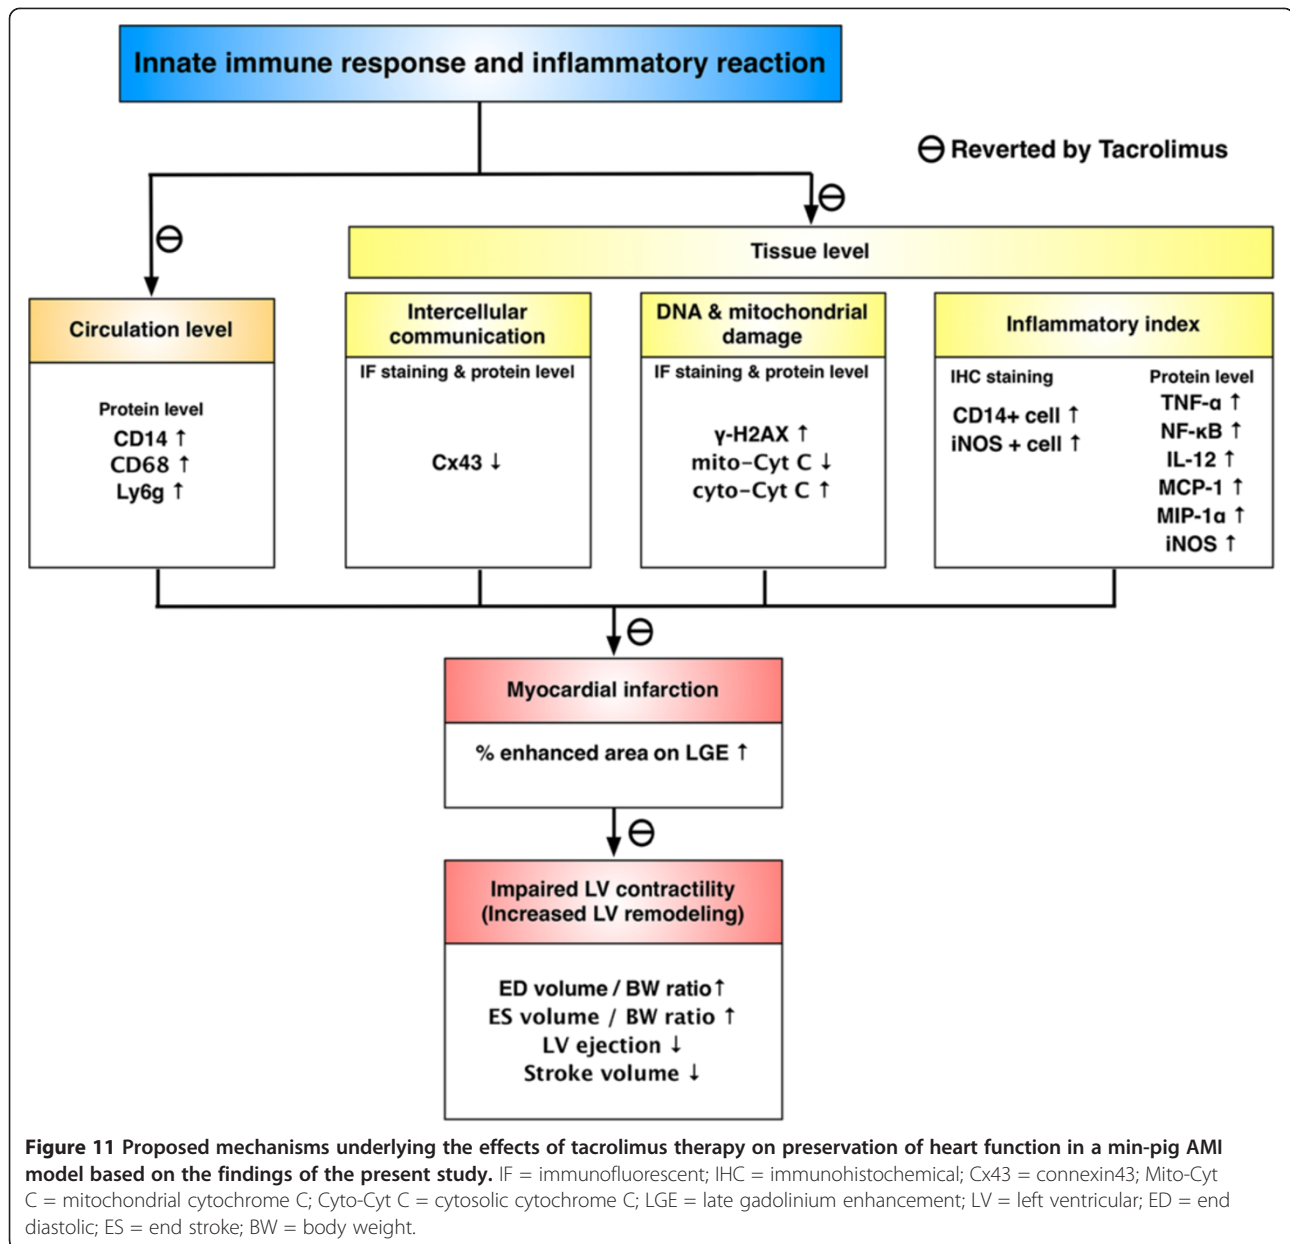 Innate immune response and inflammatory reaction
⊖ Reverted by Tacrolimus
⊖
⊖
Tissue level
Circulation level
Protein level
CD14 ↑
CD68 ↑
Ly6g ↑
Intercellular
communication
IF staining & protein level
Cx43 ↓
DNA & mitochondrial
damage
IF staining & protein level
γ-H2AX ↑
mito-Cyt C ↓
cyto-Cyt C ↑
Inflammatory index
IHC staining
CD14+ cell ↑
iNOS + cell ↑
Protein level
TNF-α ↑
NF-κB ↑
IL-12 ↑
MCP-1 ↑
MIP-1α ↑
iNOS ↑
⊖
Myocardial infarction
% enhanced area on LGE ↑
⊖
Impaired LV contractility
(Increased LV remodeling)
ED volume / BW ratio↑
ES volume / BW ratio ↑
LV ejection ↓
Stroke volume ↓
Figure 11 Proposed mechanisms underlying the effects of tacrolimus therapy on preservation of heart function in a min-pig AMI
model based on the findings of the present study. IF = immunofluorescent; IHC = immunohistochemical; Cx43 = connexin43; Mito-Cyt
C = mitochondrial cytochrome C; Cyto-Cyt C = cytosolic cytochrome C; LGE = late gadolinium enhancement; LV = left ventricular; ED = end
diastolic; ES = end stroke; BW = body weight.